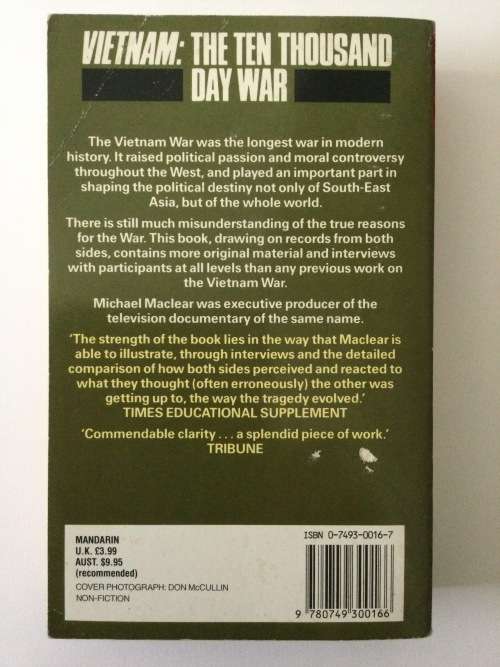 VIETNAM: THE TEN THOUSAND
DAY WAR
The Vietnam War was the longest war in modern
history. It raised political passion and moral controversy
throughout the West, and played an important part in
shaping the political destiny not only of South-East
Asia, but of the whole world.
There is still much misunderstanding of the true reasons
for the War. This book, drawing on records from both
sides, contains more original material and interviews
with participants at all levels than any previous work on
the Vietnam War.
Michael Maclear was executive producer of the
television documentary of the same name.
‘The strength of the book lies in the way that Maclear is
able to illustrate, through interviews and the detailed
comparison of how both sides perceived and reacted to
what they thought (often erroneously) the other was
getting up to, the way the tragedy evolved.’
TIMES EDUCATIONAL SUPPLEMENT
‘Commendable clarity . . . a splendid piece of work.’
TRIBUNE
MANDARIN
U.K. £3.99
AUST. $9.95
(recommended)
COVER PHOTOGRAPH: DON McCULLIN
NON-FICTION
ISBN 0-7493-0016-7
9 780749 300166